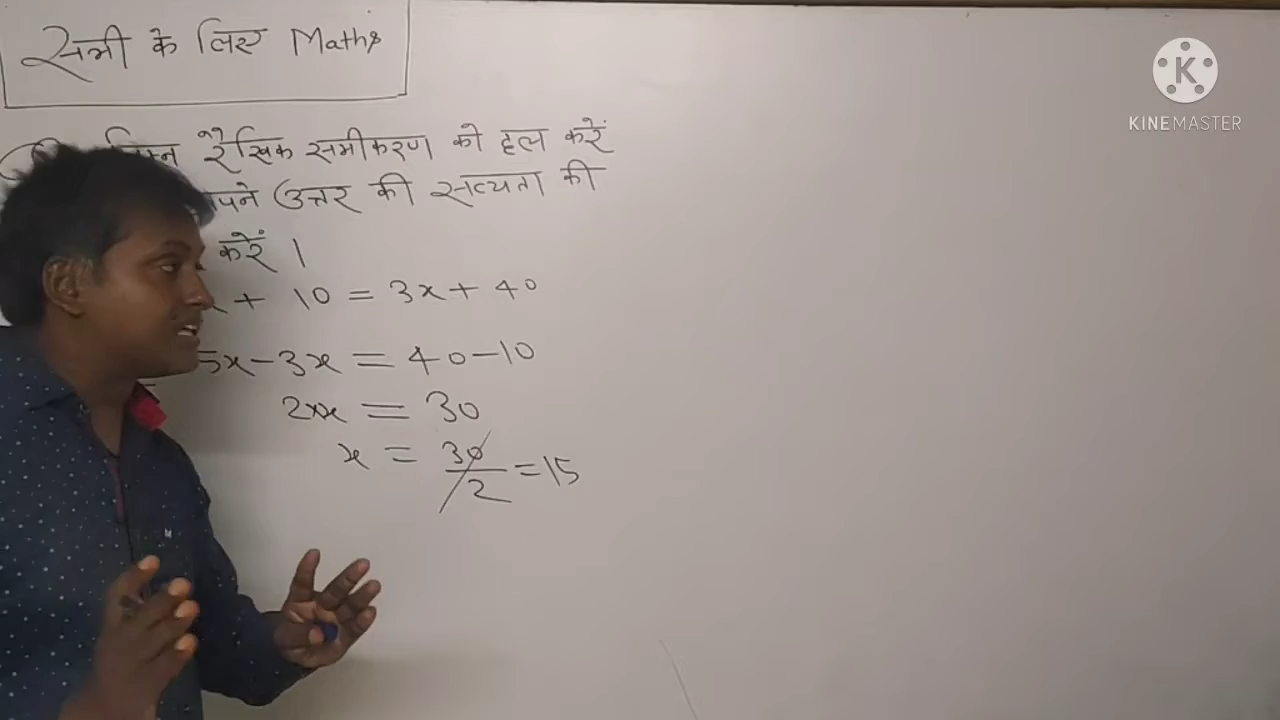 सभी के लिए Maths
KINEMASTER
रैखिक समीकरण को हल करें
उत्तर की सत्यता की
करें ।
x + 10 = 3x + 40
5x - 3x = 40 - 10
2x = 30
x = 30/2 = 15